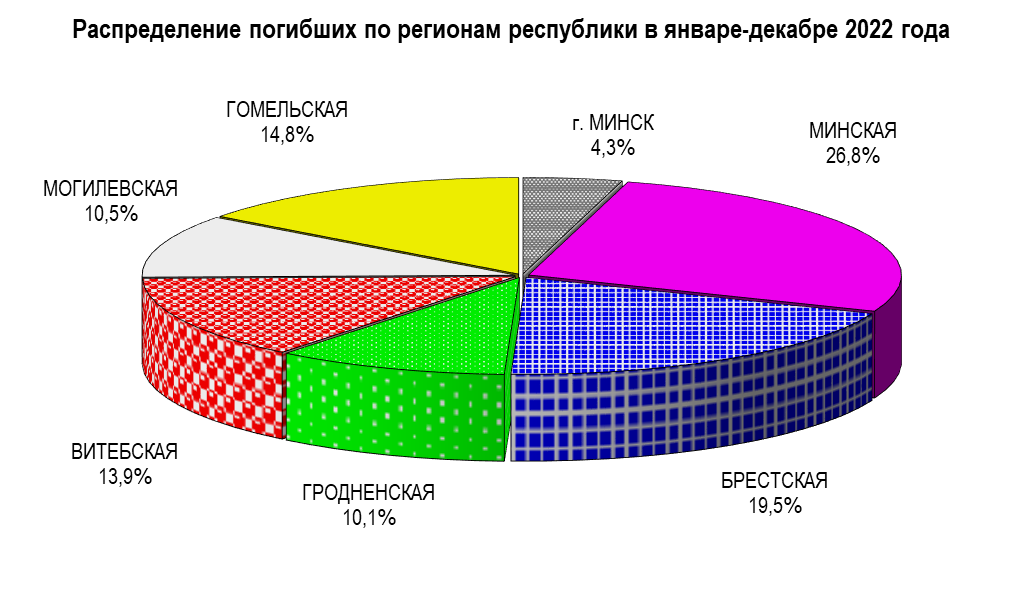 Распределение погибших по регионам республики в январе-декабре 2022 года
ГОМЕЛЬСКАЯ
14,8%
г. МИНСК
4,3%
МИНСКАЯ
26,8%
МОГИЛЕВСКАЯ
10,5%
ВИТЕБСКАЯ
13,9%
ГРОДНЕНСКАЯ
10,1%
БРЕСТСКАЯ
19,5%